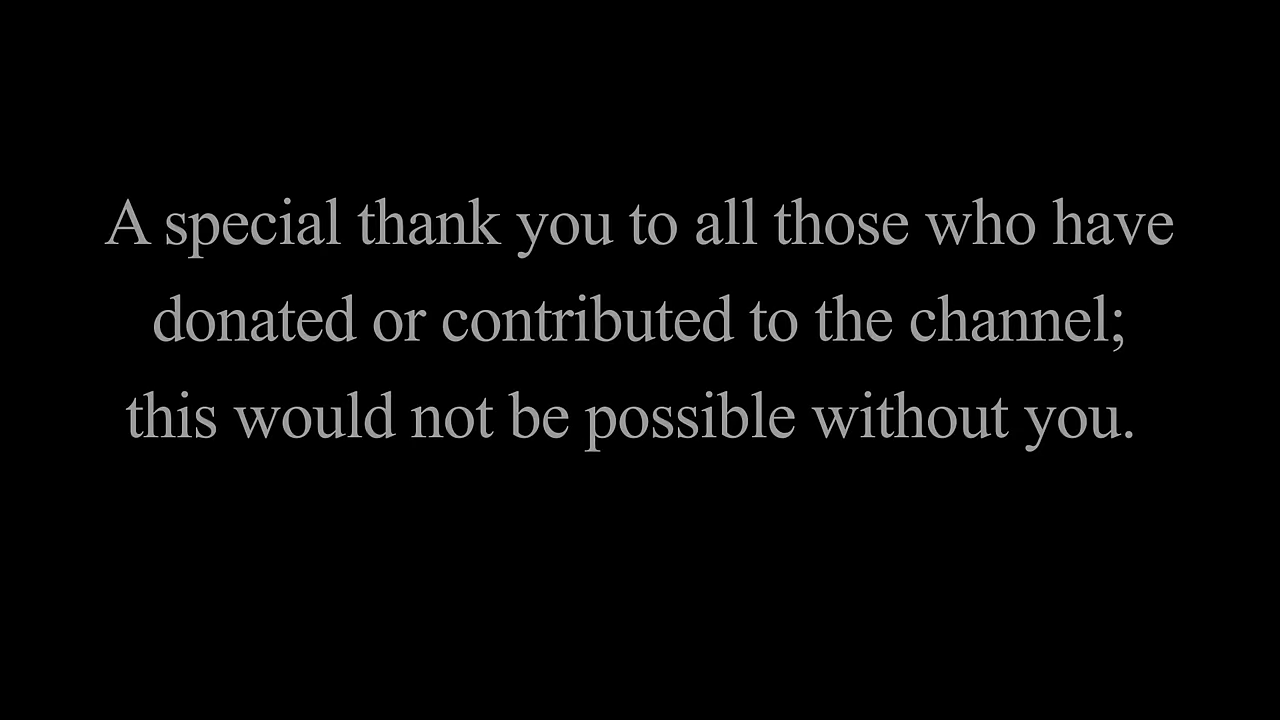 A special thank you to all those who have
donated or contributed to the channel;
this would not be possible without you.